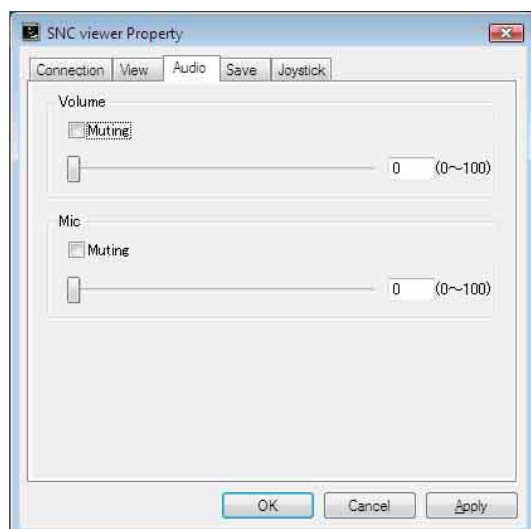 SNC viewer Property
Connection View Audio Save Joystick
Volume
Muting
0 (0～100)
Mic
Muting
0 (0～100)
OK Cancel Apply